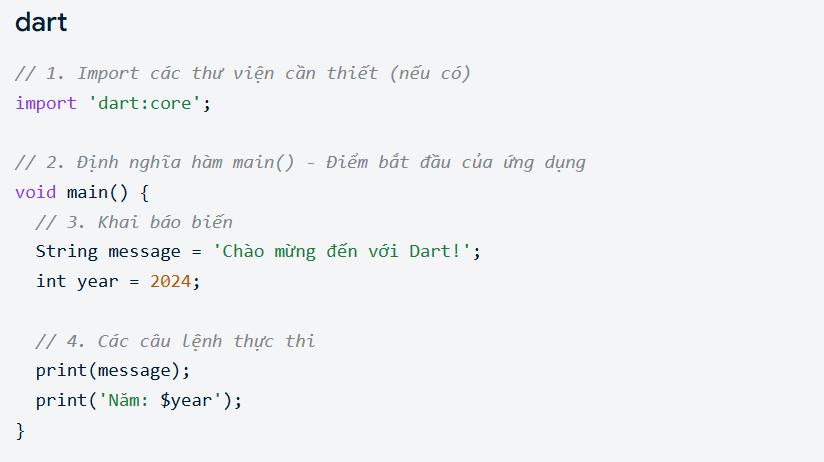 dart
// 1. Import các thư viện cần thiết (nếu có)
import 'dart:core';
// 2. Định nghĩa hàm main() - Điểm bắt đầu của ứng dụng
void main() {
// 3. Khai báo biến
String message = 'Chào mừng đến với Dart!';
int year = 2024;
// 4. Các câu lệnh thực thi
print(message);
print('Năm: $year');
}